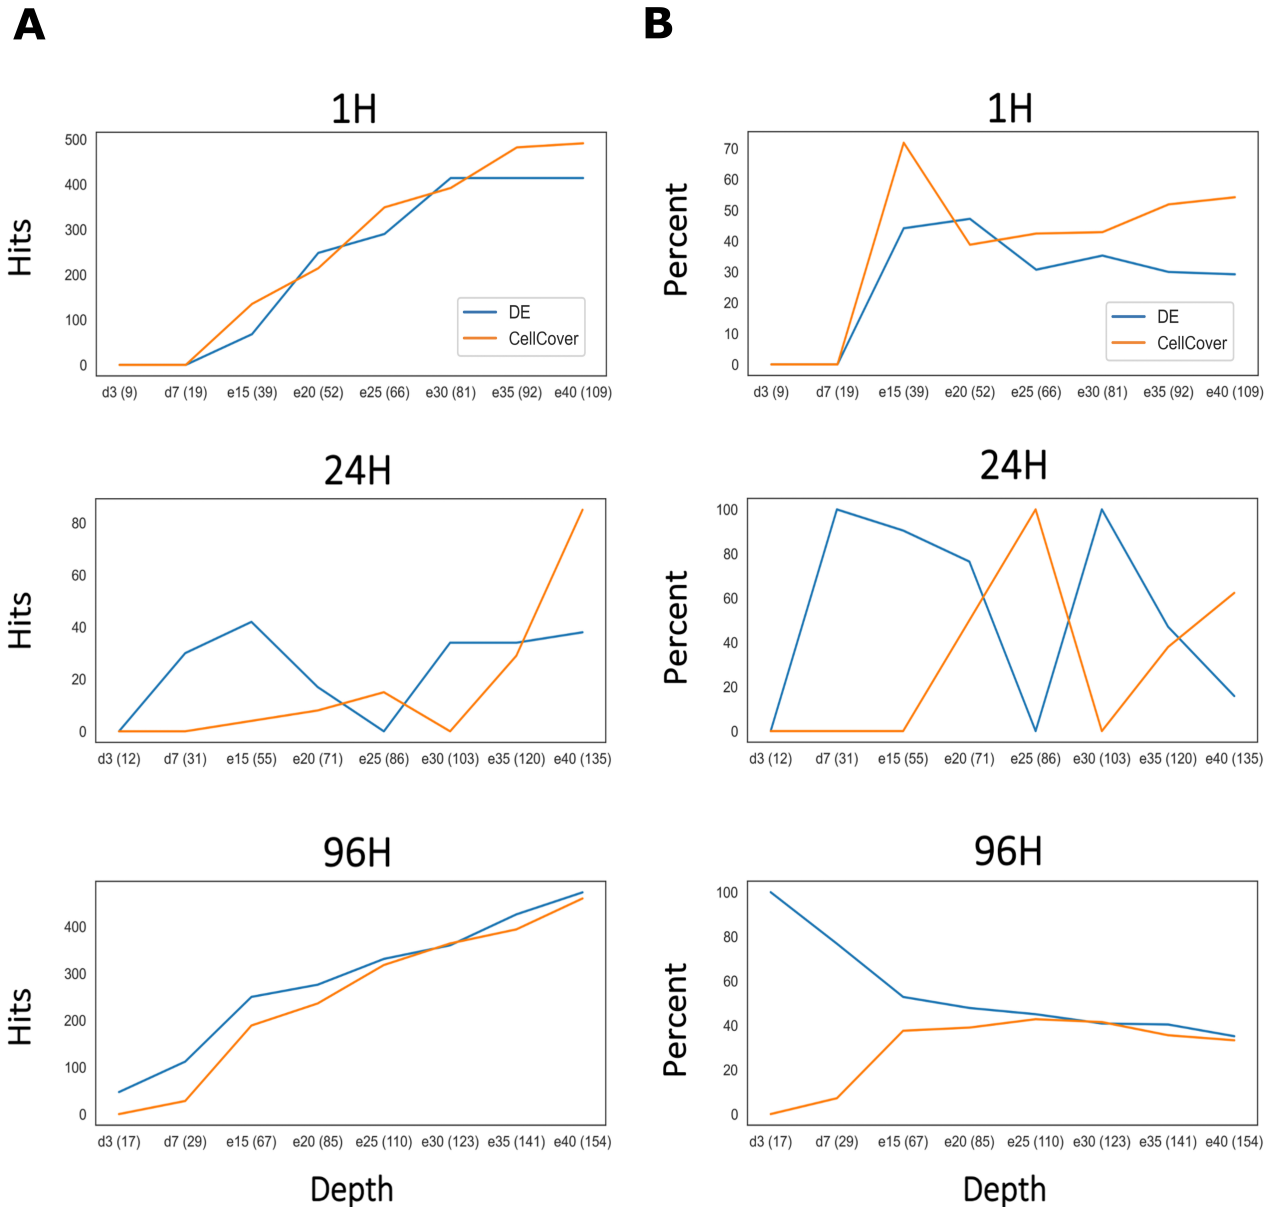 A
B
1H
Hits
500
400
300
200
100
0
DE
CellCover
d3 (9) d7 (19) e15 (39) e20 (52) e25 (66) e30 (81) e35 (92) e40 (109)
1H
Percent
70
60
50
40
30
20
10
0
DE
CellCover
d3 (9) d7 (19) e15 (39) e20 (52) e25 (66) e30 (81) e35 (92) e40 (109)
24H
Hits
80
60
40
20
0
d3 (12) d7 (31) e15 (55) e20 (71) e25 (86) e30 (103) e35 (120) e40 (135)
24H
Percent
100
80
60
40
20
0
d3 (12) d7 (31) e15 (55) e20 (71) e25 (86) e30 (103) e35 (120) e40 (135)
96H
Hits
400
300
200
100
0
d3 (17) d7 (29) e15 (67) e20 (85) e25 (110) e30 (123) e35 (141) e40 (154)
Depth
96H
Percent
100
80
60
40
20
0
d3 (17) d7 (29) e15 (67) e20 (85) e25 (110) e30 (123) e35 (141) e40 (154)
Depth